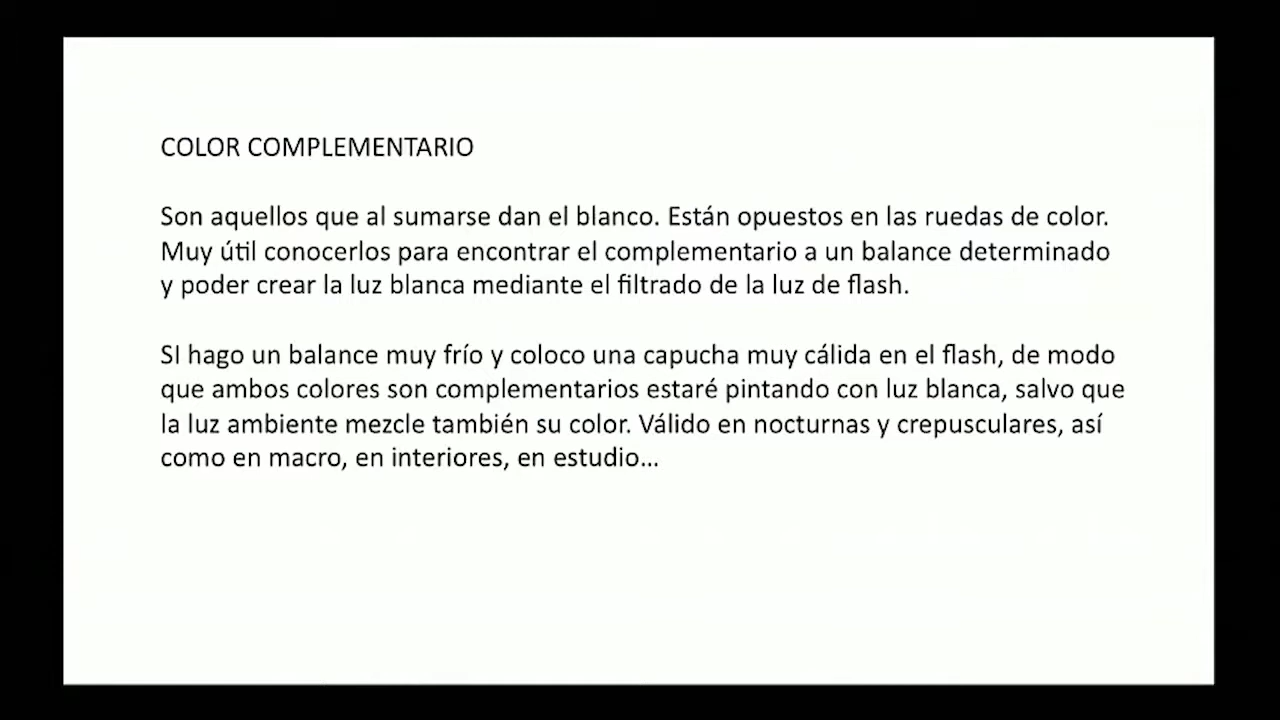 COLOR COMPLEMENTARIO
Son aquellos que al sumarse dan el blanco. Están opuestos en las ruedas de color.
Muy útil conocerlos para encontrar el complementario a un balance determinado
y poder crear la luz blanca mediante el filtrado de la luz de flash.
SI hago un balance muy frío y coloco una capucha muy cálida en el flash, de modo
que ambos colores son complementarios estaré pintando con luz blanca, salvo que
la luz ambiente mezcle también su color. Válido en nocturnas y crepusculares, así
como en macro, en interiores, en estudio...